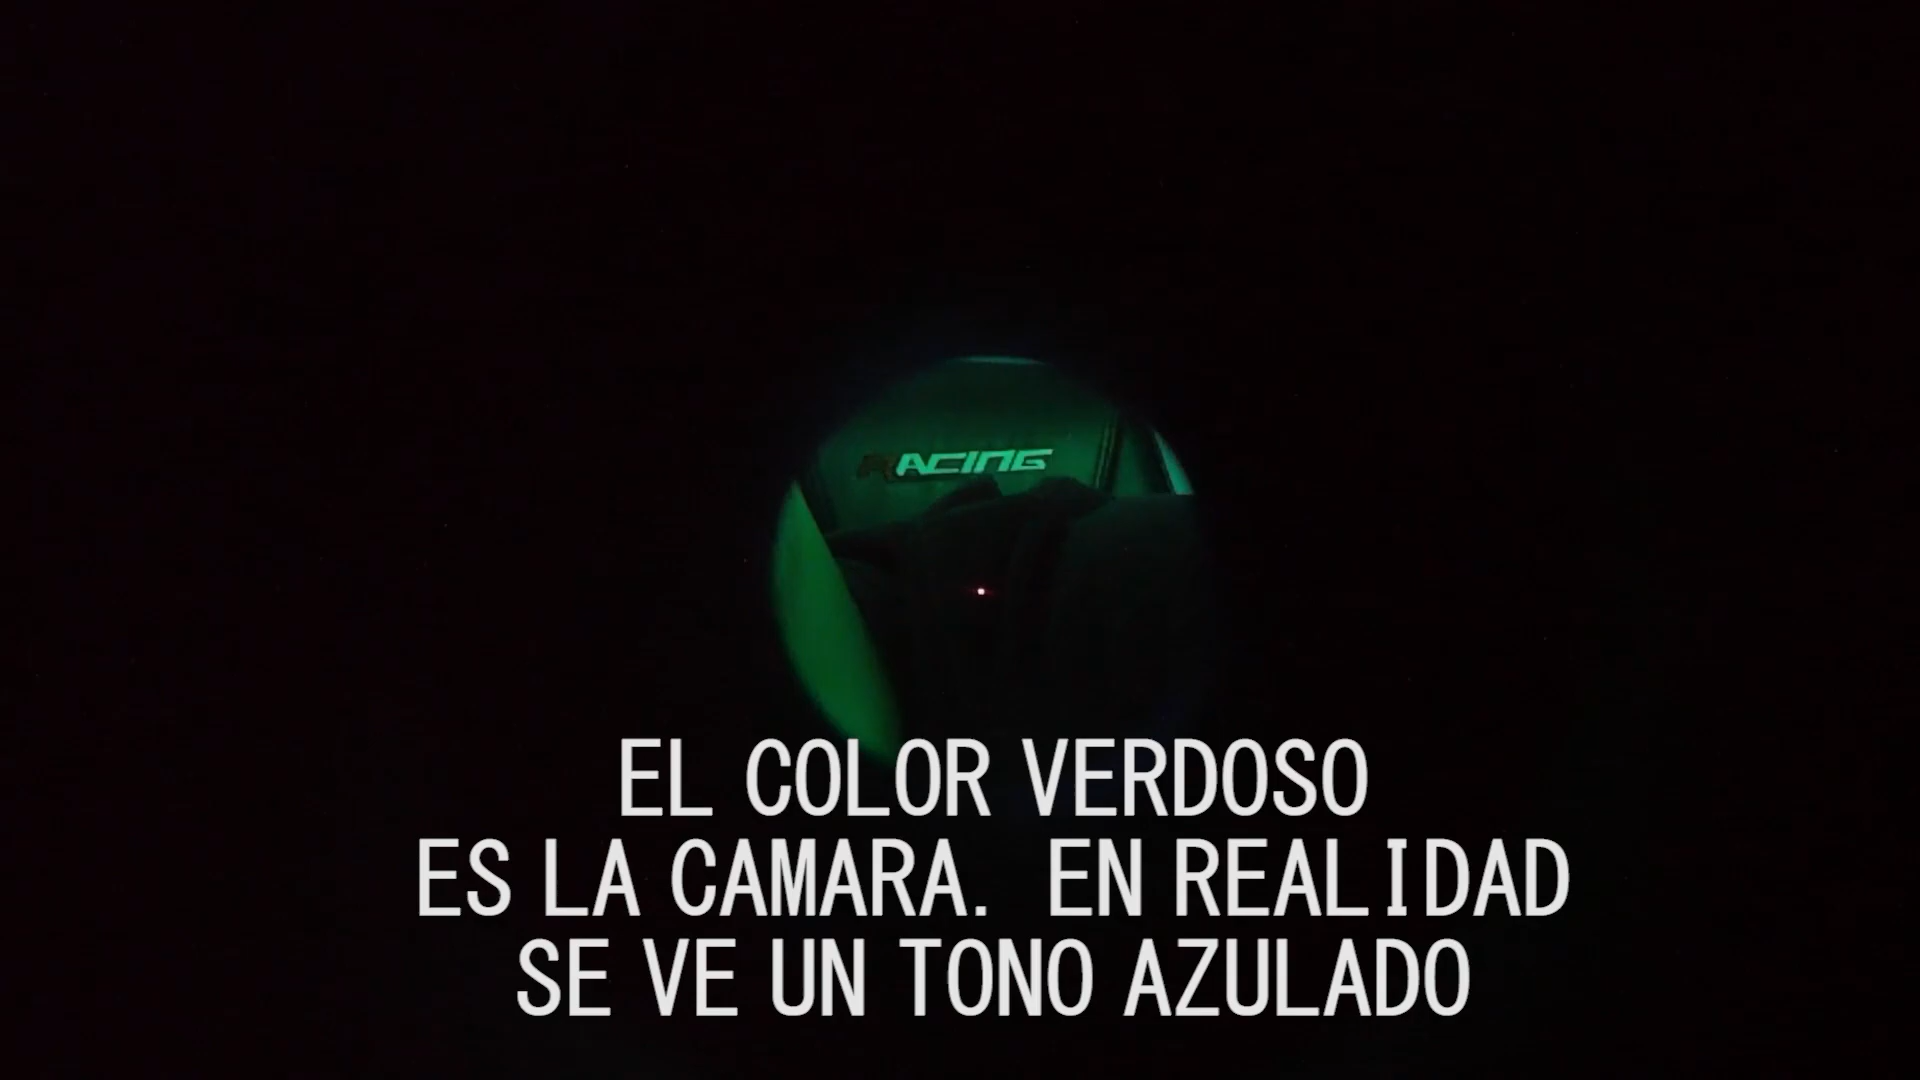 RACING
EL COLOR VERDOSO
ES LA CAMARA. EN REALIDAD
SE VE UN TONO AZULADO